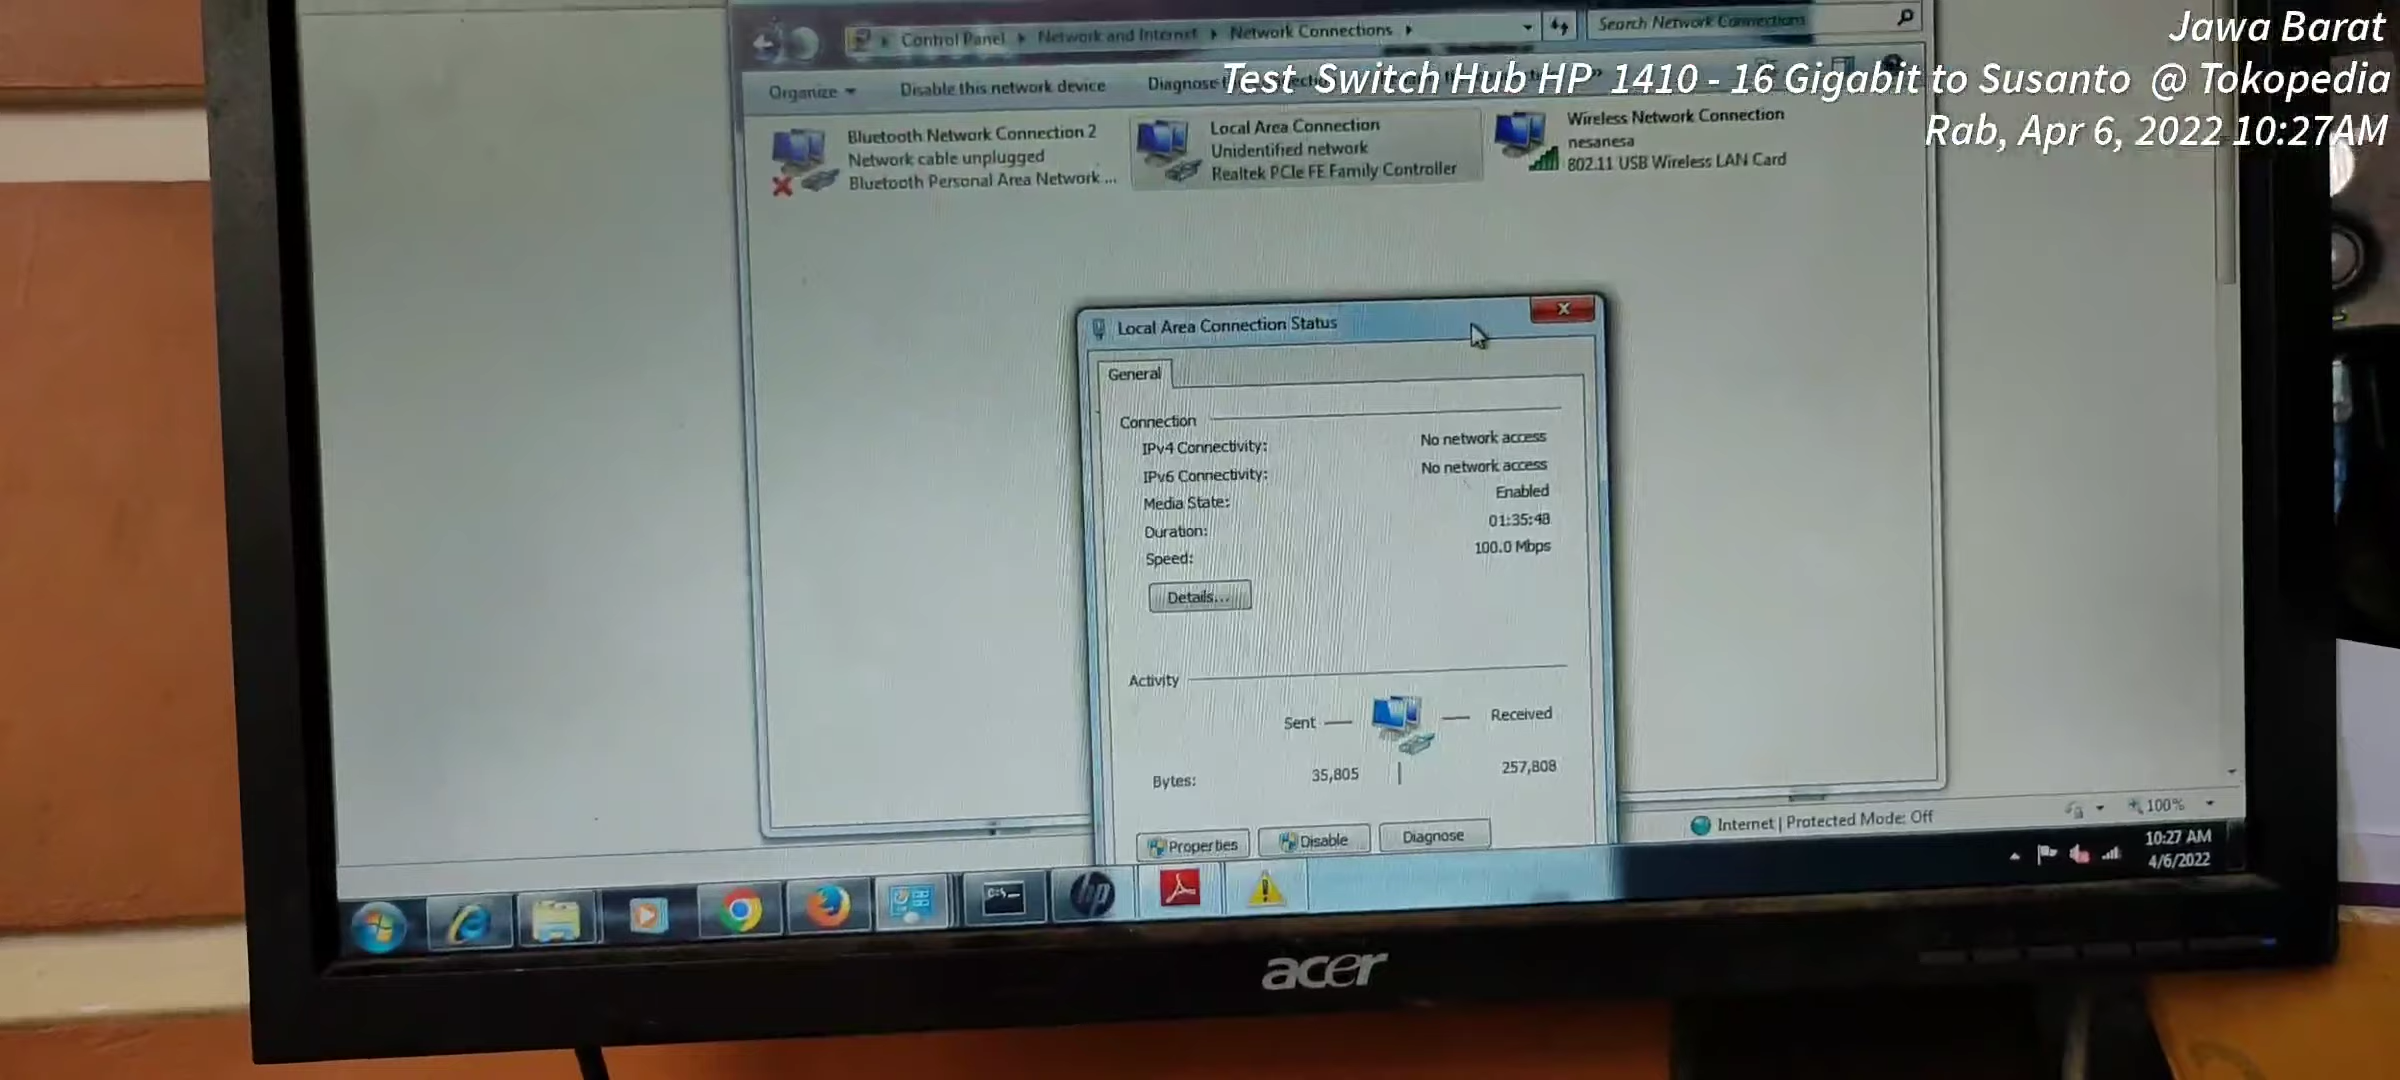 Jawa Barat
Test Switch Hub HP 1410 - 16 Gigabit to Susanto @ Tokopedia
Rab, Apr 6, 2022 10:27AM
Control Panel Network and Internet Network Connections
Search Network Connections
Organize Disable this network device Diagnose
Bluetooth Network Connection 2
Network cable unplugged
Bluetooth Personal Area Network ...
Local Area Connection
Unidentified network
Realtek PCIe FE Family Controller
Wireless Network Connection
nesanesa
802.11 USB Wireless LAN Card
Local Area Connection Status
General
Connection
IPv4 Connectivity: No network access
IPv6 Connectivity: No network access
Media State: Enabled
Duration: 01:35:48
Speed: 100.0 Mbps
Details...
Activity
Sent Received
Bytes: 35,805 257,808
Properties Disable Diagnose
Internet | Protected Mode: Off
100%
10:27 AM
4/6/2022
C:\_
hp
acer